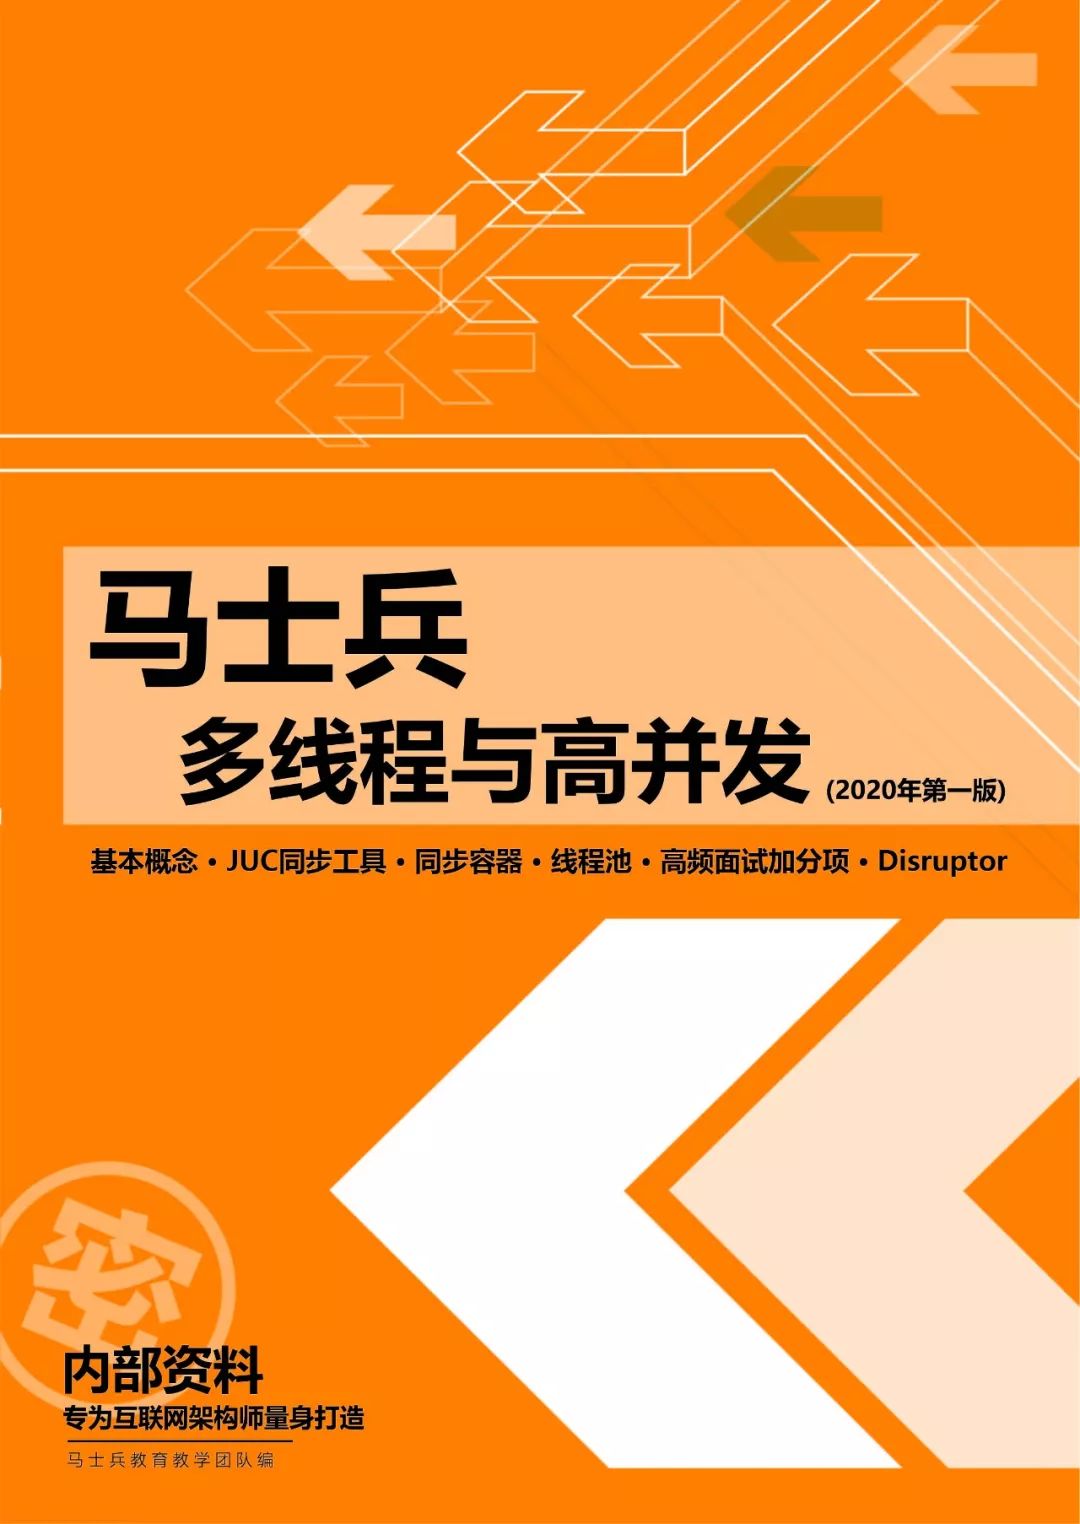 马士兵
多线程与高并发 (2020年第一版)
基本概念·JUC同步工具·同步容器·线程池·高频面试加分项·Disruptor
密
内部资料
专为互联网架构师量身打造
马士兵教育教学团队编